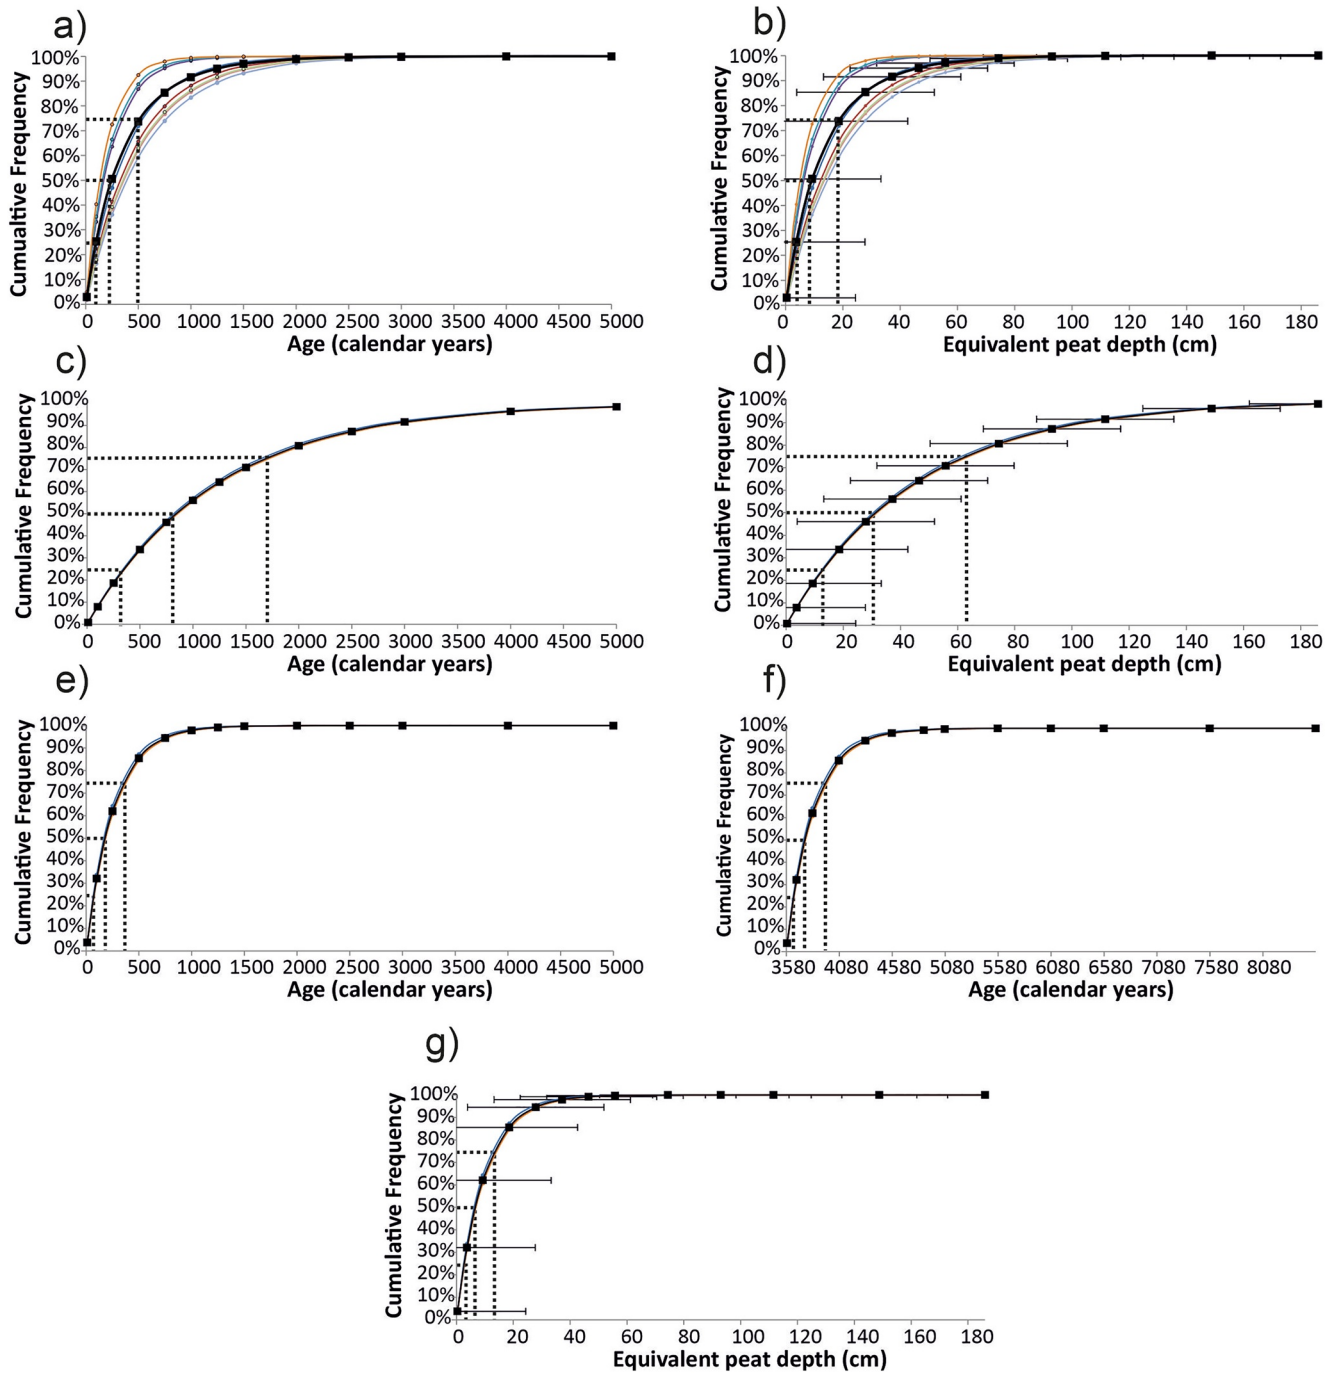 a)
Cumualtive Frequency
100%
90%
80%
70%
60%
50%
40%
30%
20%
10%
0%
0 500 1000 1500 2000 2500 3000 3500 4000 4500 5000
Age (calendar years)
b)
Cumulative Frequency
100%
90%
80%
70%
60%
50%
40%
30%
20%
10%
0%
0 20 40 60 80 100 120 140 160 180
Equivalent peat depth (cm)
c)
Cumulative Frequency
100%
90%
80%
70%
60%
50%
40%
30%
20%
10%
0%
0 500 1000 1500 2000 2500 3000 3500 4000 4500 5000
Age (calendar years)
d)
Cumulative Frequency
100%
90%
80%
70%
60%
50%
40%
30%
20%
10%
0%
0 20 40 60 80 100 120 140 160 180
Equivalent peat depth (cm)
e)
Cumulative Frequency
100%
90%
80%
70%
60%
50%
40%
30%
20%
10%
0%
0 500 1000 1500 2000 2500 3000 3500 4000 4500 5000
Age (calendar years)
f)
Cumulative Frequency
100%
90%
80%
70%
60%
50%
40%
30%
20%
10%
0%
3580 4080 4580 5080 5580 6080 6580 7080 7580 8080
Age (calendar years)
g)
Cumulative Frequency
100%
90%
80%
70%
60%
50%
40%
30%
20%
10%
0%
0 20 40 60 80 100 120 140 160 180
Equivalent peat depth (cm)